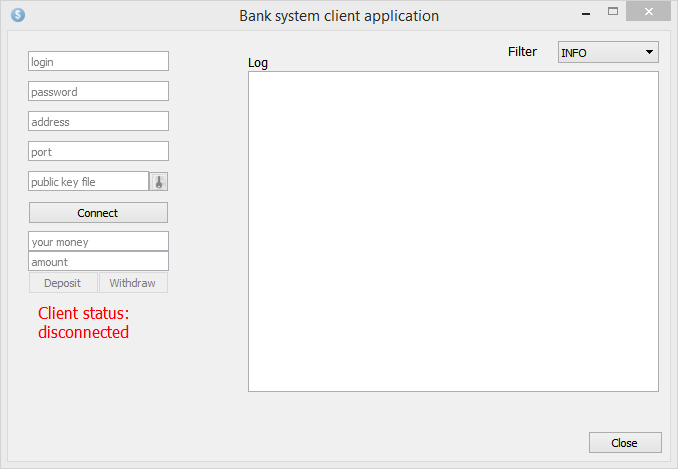 Bank system client application
login
password
address
port
public key file
Connect
your money
amount
Deposit Withdraw
Client status:
disconnected
Filter INFO
Log
Close